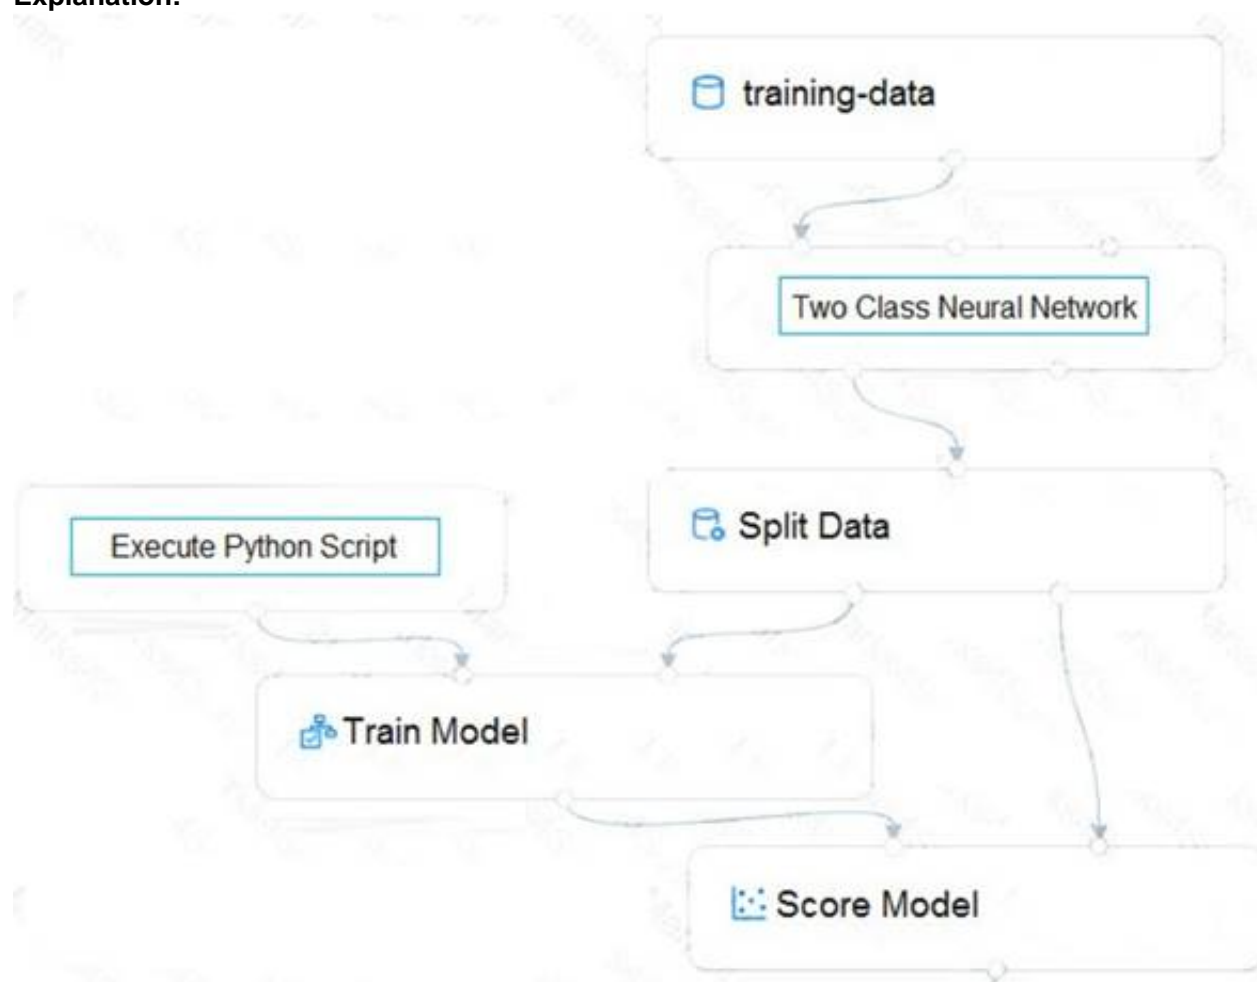 Explanation:
training-data
Two Class Neural Network
Execute Python Script
Split Data
Train Model
Score Model